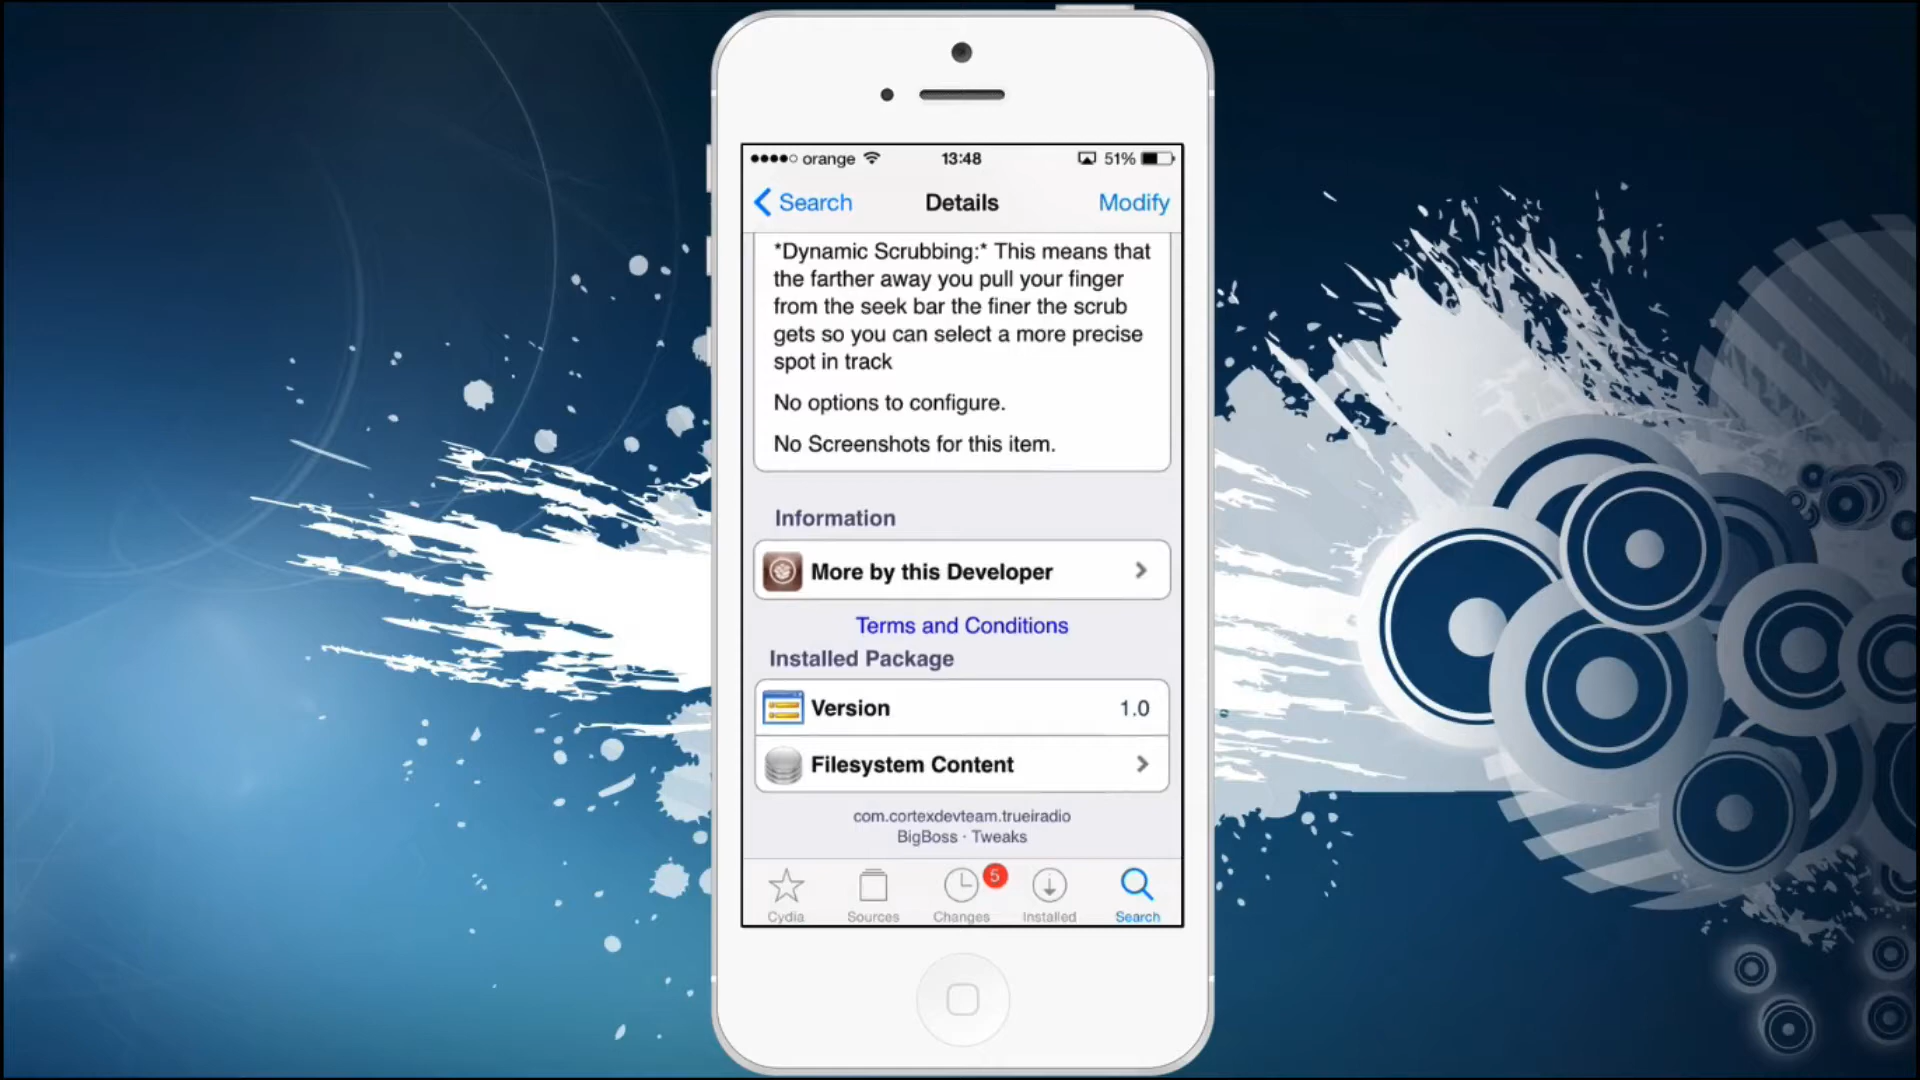 orange 13:48 51%
Search Details Modify
*Dynamic Scrubbing:* This means that
the farther away you pull your finger
from the seek bar the finer the scrub
gets so you can select a more precise
spot in track
No options to configure.
No Screenshots for this item.
Information
More by this Developer
Terms and Conditions
Installed Package
Version 1.0
Filesystem Content
com.cortexdevteam.trueiradio
BigBoss · Tweaks
5
Cydia Sources Changes Installed Search